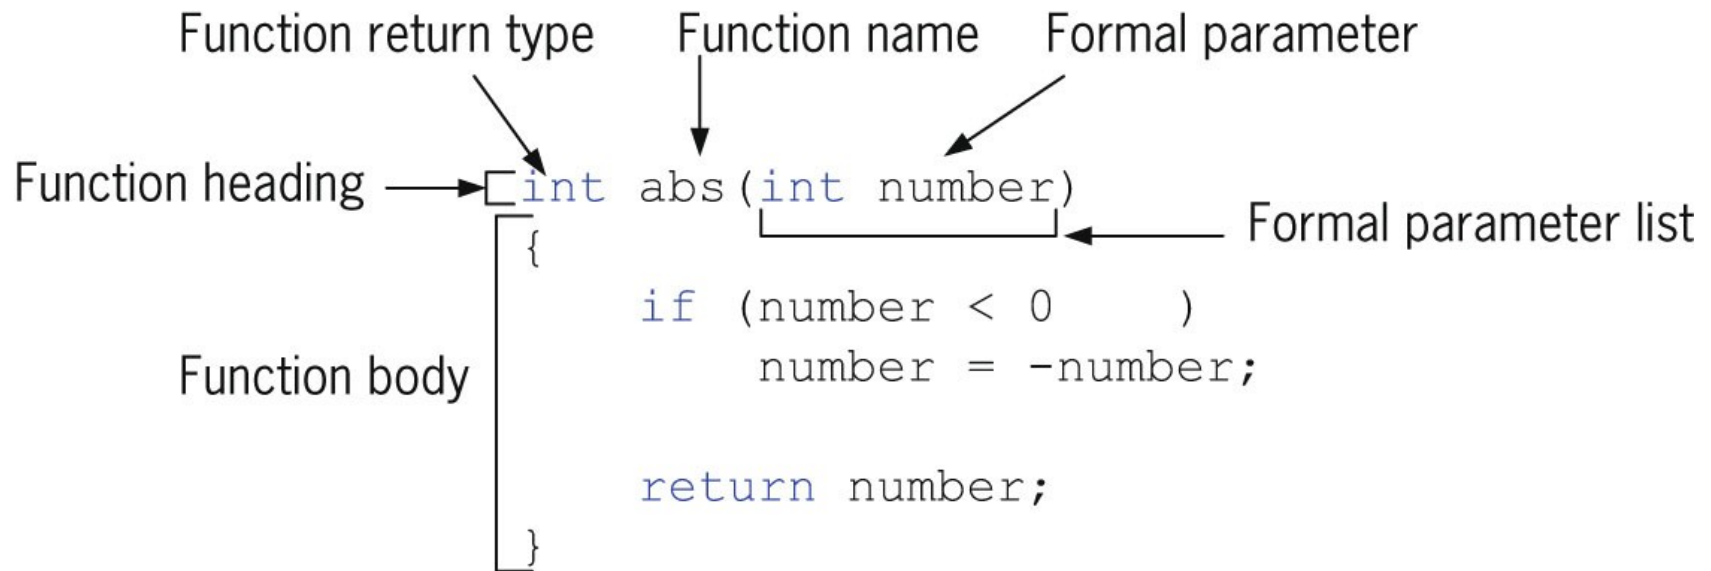 Function return type Function name Formal parameter
Function heading int abs(int number)
Formal parameter list
{
if (number < 0    )
number = -number;
Function body
return number;
}